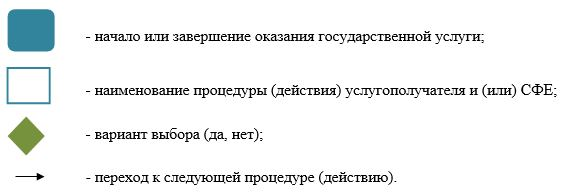 - начало или завершение оказания государственной услуги;
- наименование процедуры (действия) услугополучателя и (или) СФЕ;
- вариант выбора (да, нет);
- переход к следующей процедуре (действию).